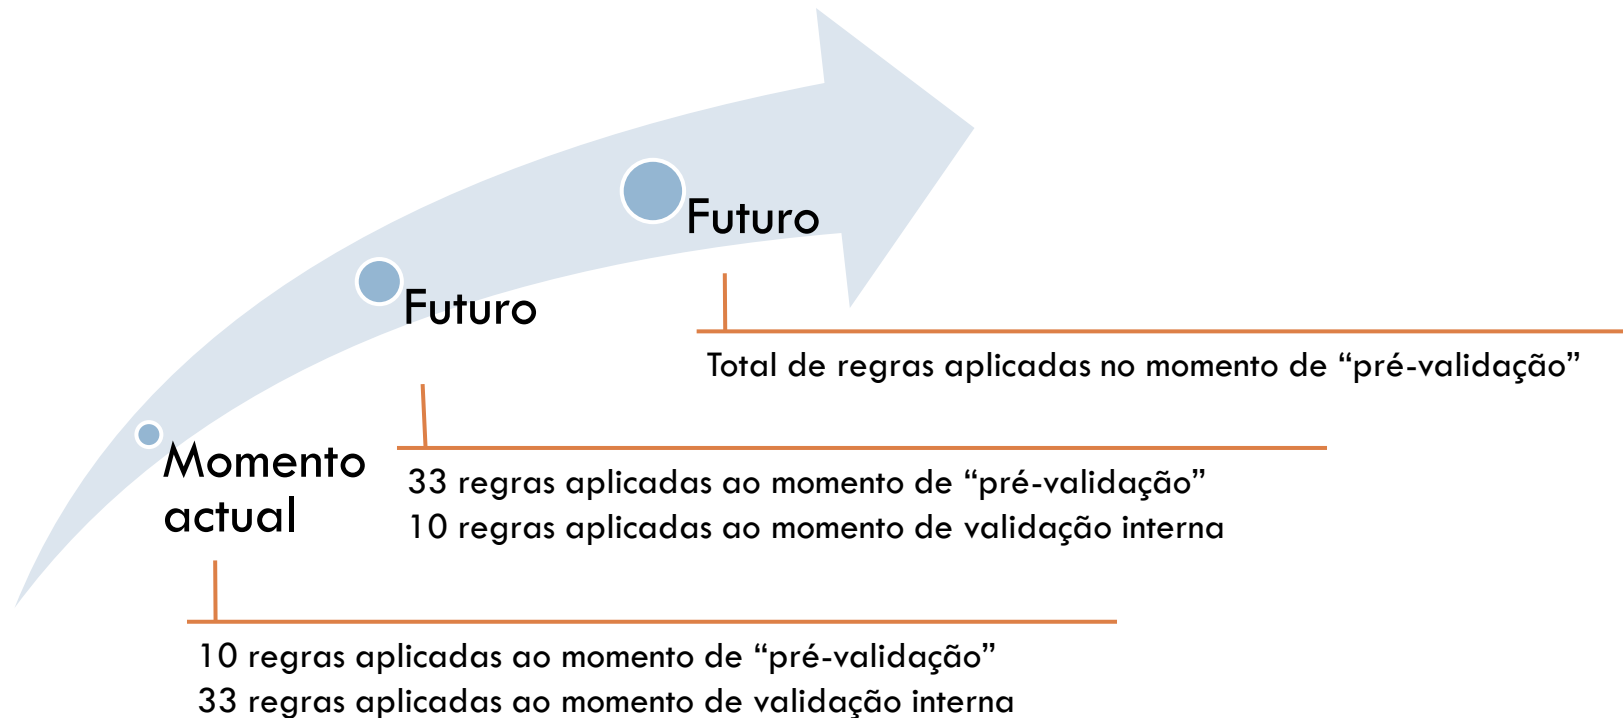 Futuro
Total de regras aplicadas no momento de “pré-validação”
Futuro
33 regras aplicadas ao momento de “pré-validação”
10 regras aplicadas ao momento de validação interna
Momento
actual
10 regras aplicadas ao momento de “pré-validação”
33 regras aplicadas ao momento de validação interna